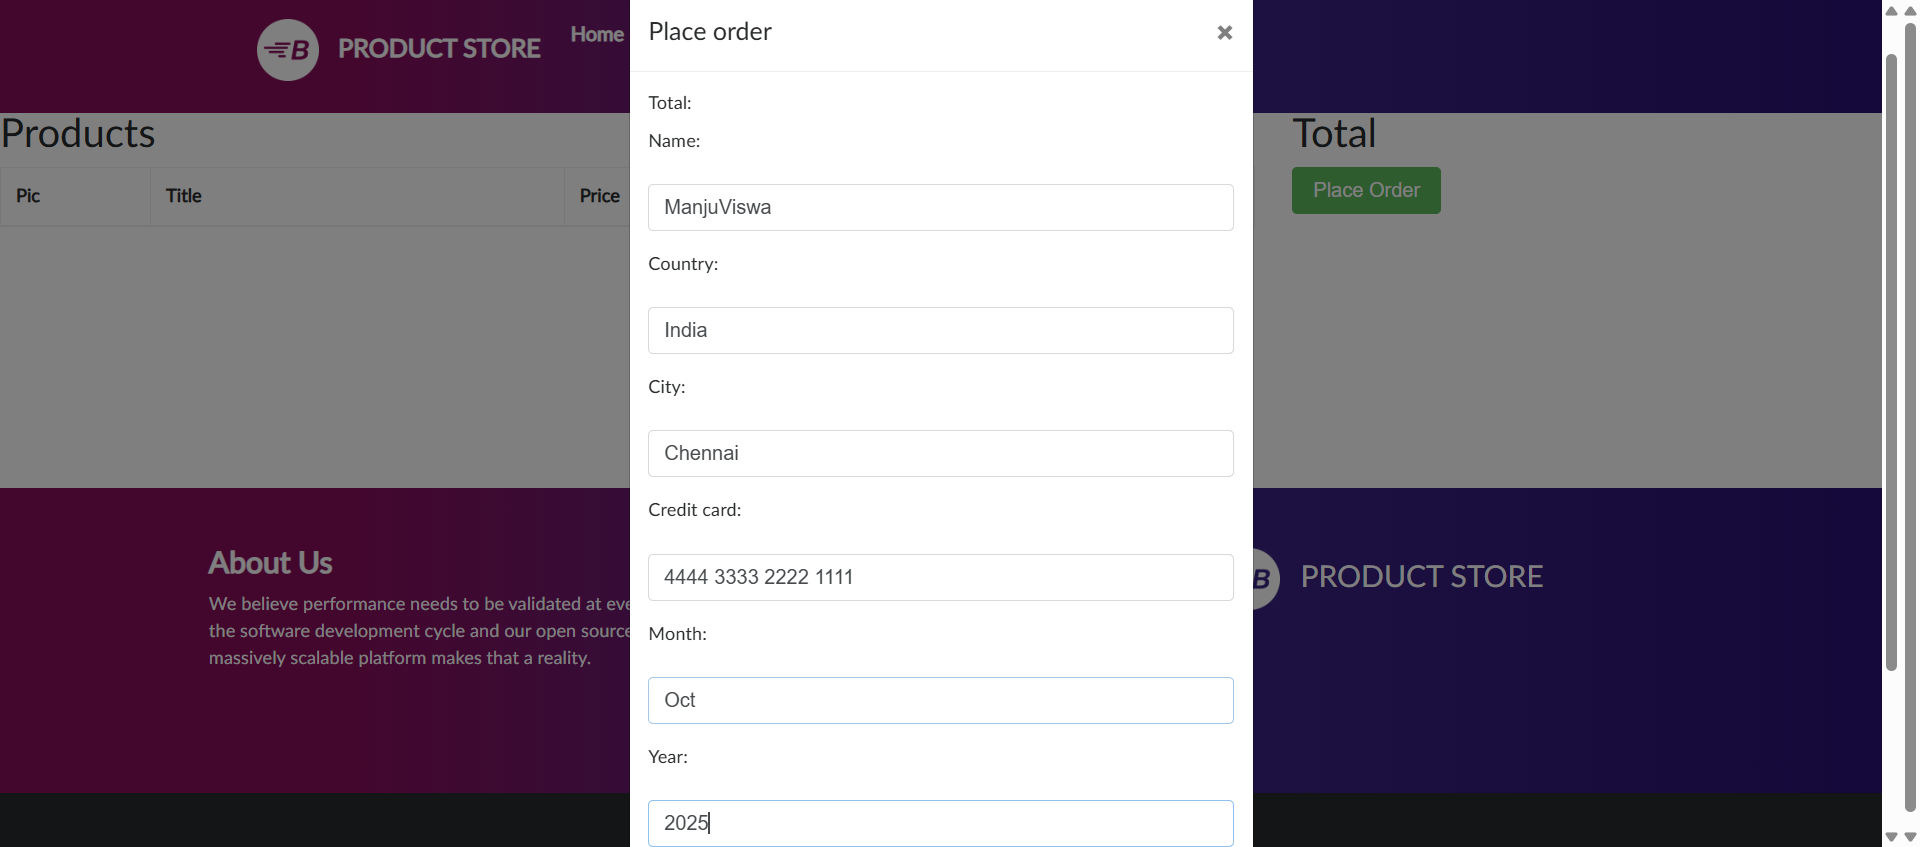 B PRODUCT STORE
Home
Place order
×
Products
Total
Pic
Title
Price
Place Order
Total:
Name:
ManjuViswa
Country:
India
City:
Chennai
Credit card:
4444 3333 2222 1111
Month:
Oct
Year:
2025
About Us
We believe performance needs to be validated at eve
the software development cycle and our open source
massively scalable platform makes that a reality.
B PRODUCT STORE